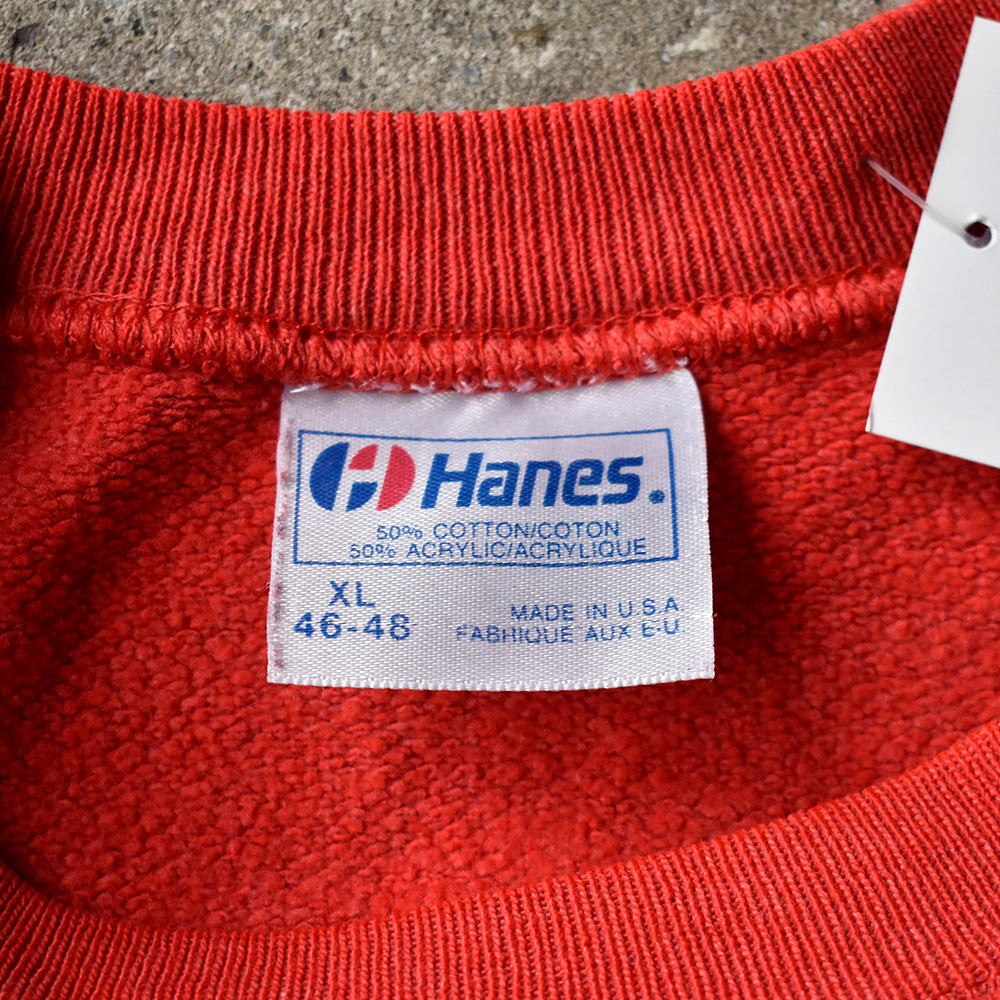 Hanes.
50% COTTON/COTON
50% ACRYLIC/ACRYLIQUE
XL
46-48
MADE IN U.S.A
FABRIQUE AUX E-U